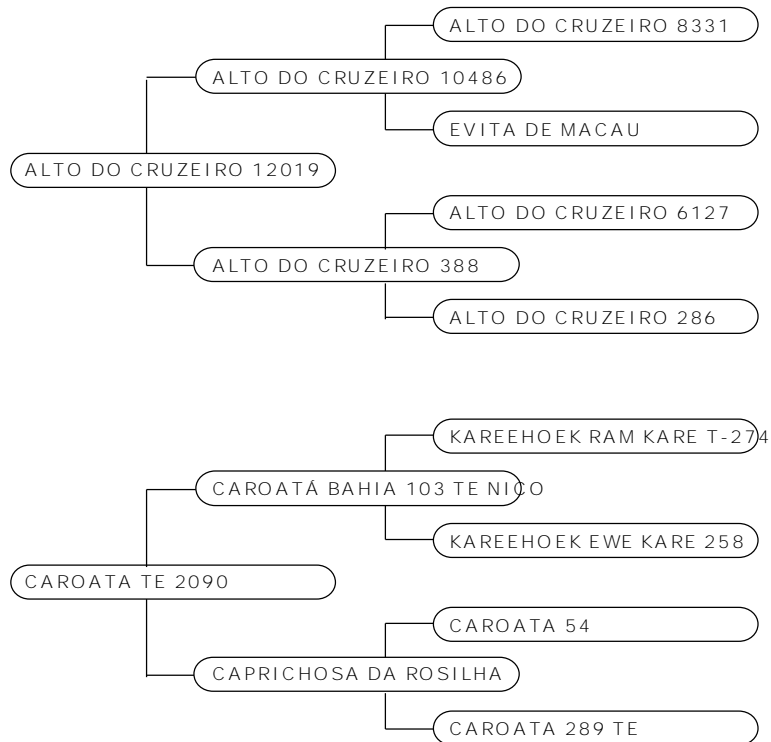 ALTO DO CRUZEIRO 8331
ALTO DO CRUZEIRO 10486
EVITA DE MACAU
ALTO DO CRUZEIRO 12019
ALTO DO CRUZEIRO 6127
ALTO DO CRUZEIRO 388
ALTO DO CRUZEIRO 286
KAREEHOEK RAM KARE T-274
CAROATÁ BAHIA 103 TE NICO
KAREEHOEK EWE KARE 258
CAROATA TE 2090
CAROATA 54
CAPRICHOSA DA ROSILHA
CAROATA 289 TE